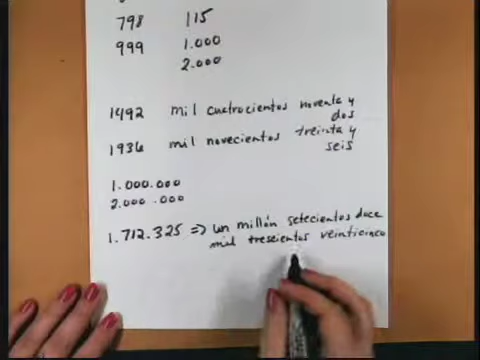 798 115
999 1.000
2.000
1492 mil cuatrocientos noventa y
dos
1936 mil novecientos treinta y
seis
1.000.000
2.000.000
1.712.325 => un millón setecientos doce
mil trescientos veinticinco